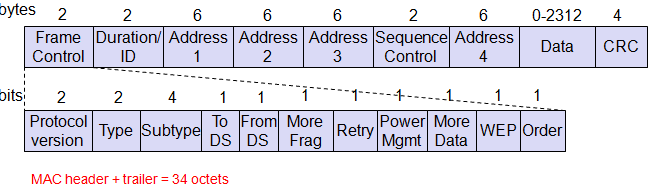 bytes 2 2 6 6 6 2 6 0-2312 4
Frame Control Duration/ ID Address 1 Address 2 Address 3 Sequence Control Address 4 Data CRC
bits 2 2 4 1 1 1 1 1 1 1 1
Protocol version Type Subtype To DS From DS More Frag Retry Power Mgmt More Data WEP Order
MAC header + trailer = 34 octets